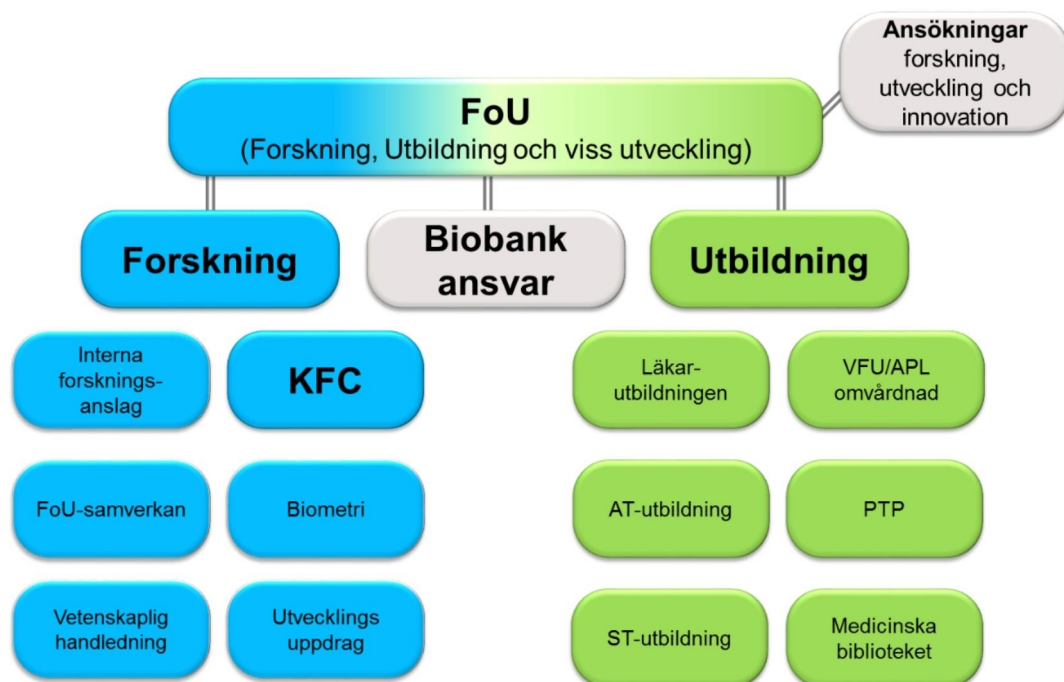 Ansökningar
forskning,
utveckling och
innovation
FoU
(Forskning, Utbildning och viss utveckling)
Forskning
Biobank
ansvar
Utbildning
Interna
forsknings-
anslag
KFC
Läkar-
utbildningen
VFU/APL
omvårdnad
FoU-samverkan
Biometri
AT-utbildning
PTP
Vetenskaplig
handledning
Utvecklings
uppdrag
ST-utbildning
Medicinska
biblioteket